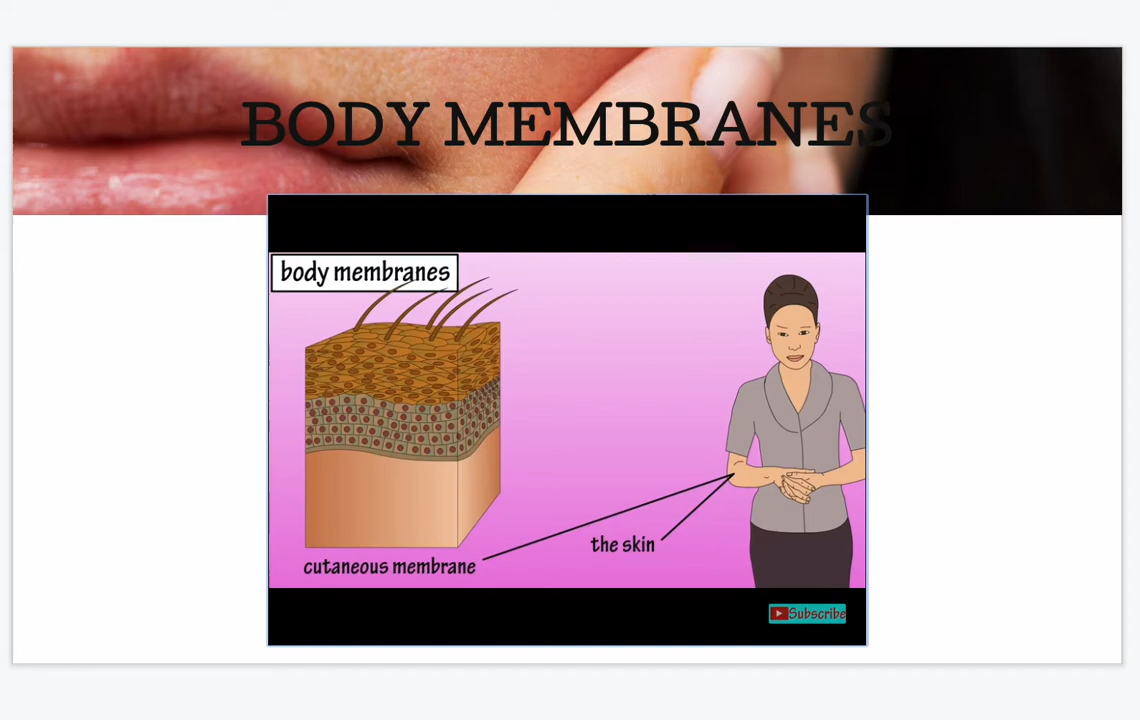 BODY MEMBRANES
body membranes
the skin
cutaneous membrane
Subscribe